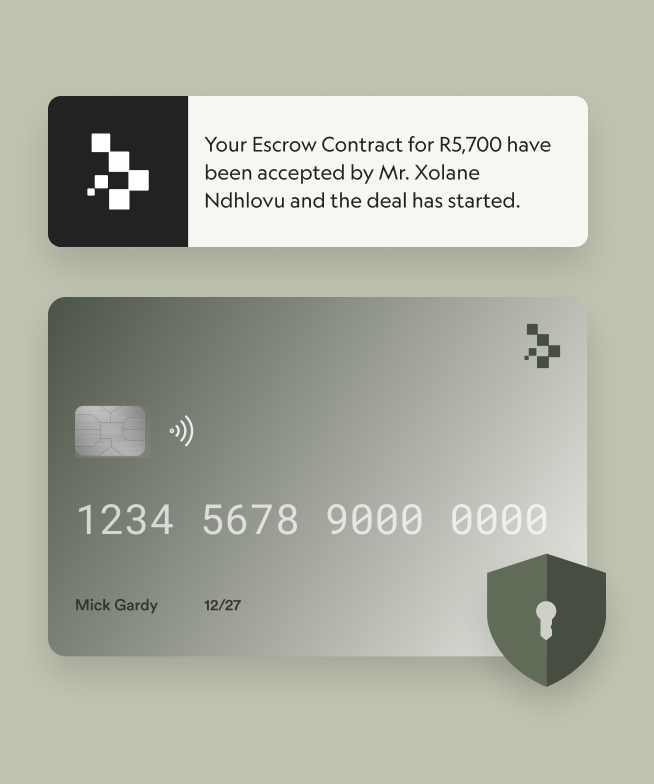 Your Escrow Contract for R5,700 have
been accepted by Mr. Xolane
Ndhlovu and the deal has started.
1234 5678 9000 0000
Mick Gardy 12/27